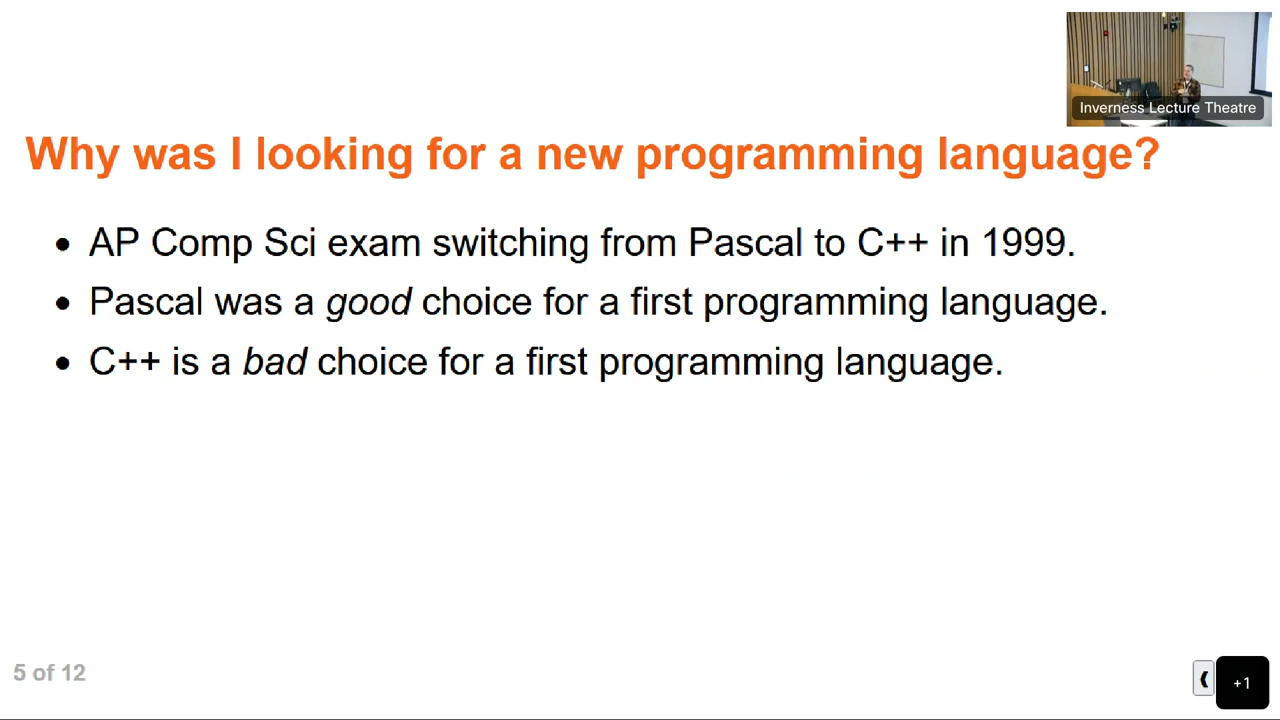 Inverness Lecture Theatre
Why was I looking for a new programming language?
• AP Comp Sci exam switching from Pascal to C++ in 1999.
• Pascal was a good choice for a first programming language.
• C++ is a bad choice for a first programming language.
5 of 12
+1